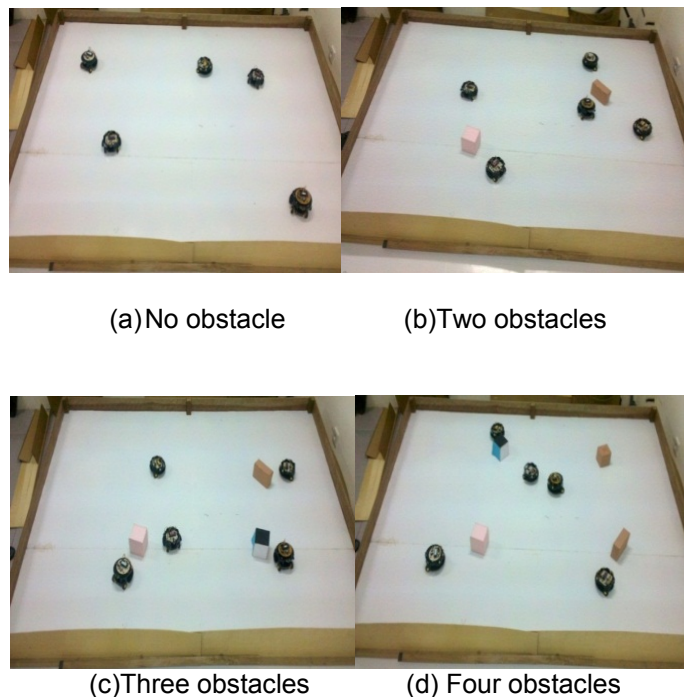 (a)No obstacle
(b)Two obstacles
(c)Three obstacles
(d) Four obstacles